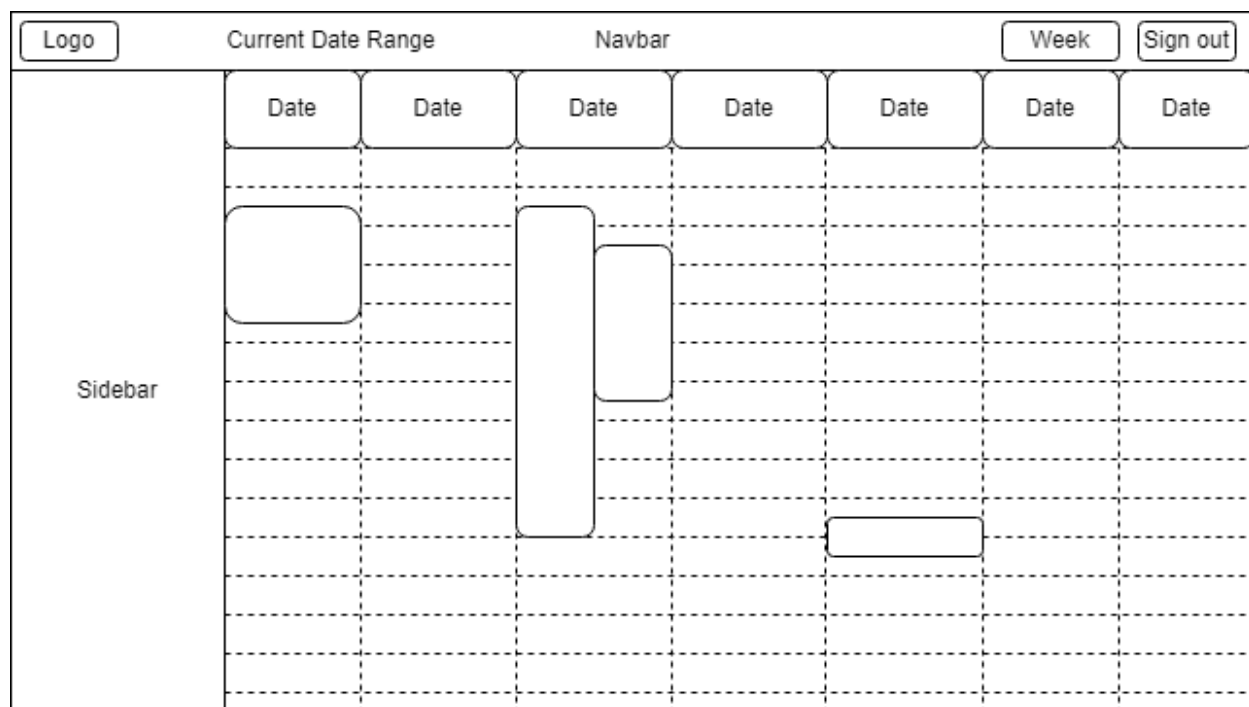 Logo
Current Date Range
Navbar
Week
Sign out
Date Date Date Date Date Date Date
Sidebar